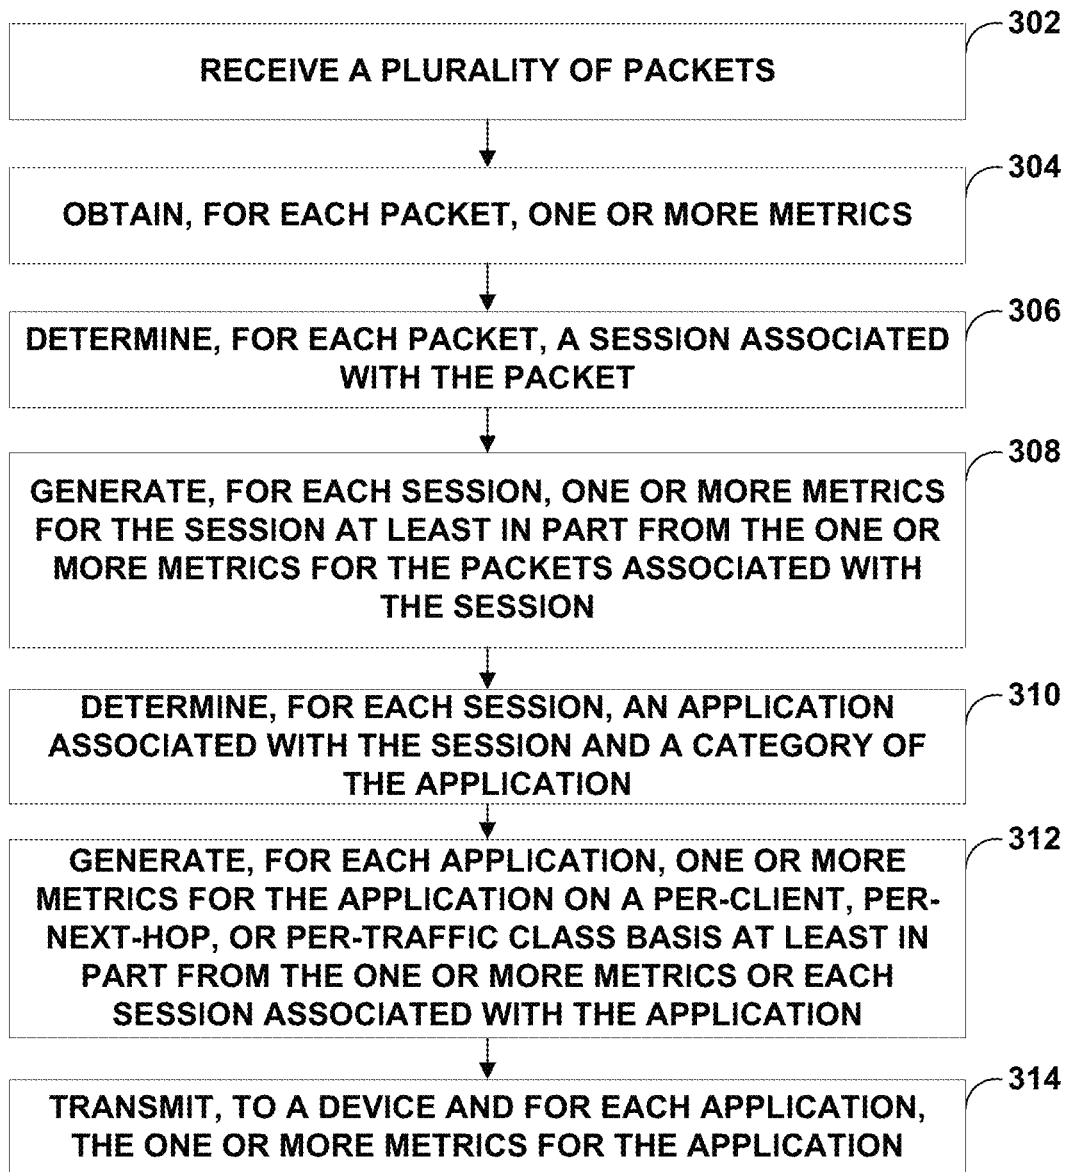 302
RECEIVE A PLURALITY OF PACKETS
304
OBTAIN, FOR EACH PACKET, ONE OR MORE METRICS
306
DETERMINE, FOR EACH PACKET, A SESSION ASSOCIATED
WITH THE PACKET
308
GENERATE, FOR EACH SESSION, ONE OR MORE METRICS
FOR THE SESSION AT LEAST IN PART FROM THE ONE OR
MORE METRICS FOR THE PACKETS ASSOCIATED WITH
THE SESSION
310
DETERMINE, FOR EACH SESSION, AN APPLICATION
ASSOCIATED WITH THE SESSION AND A CATEGORY OF
THE APPLICATION
312
GENERATE, FOR EACH APPLICATION, ONE OR MORE
METRICS FOR THE APPLICATION ON A PER-CLIENT, PER-
NEXT-HOP, OR PER-TRAFFIC CLASS BASIS AT LEAST IN
PART FROM THE ONE OR MORE METRICS OR EACH
SESSION ASSOCIATED WITH THE APPLICATION
314
TRANSMIT, TO A DEVICE AND FOR EACH APPLICATION,
THE ONE OR MORE METRICS FOR THE APPLICATION